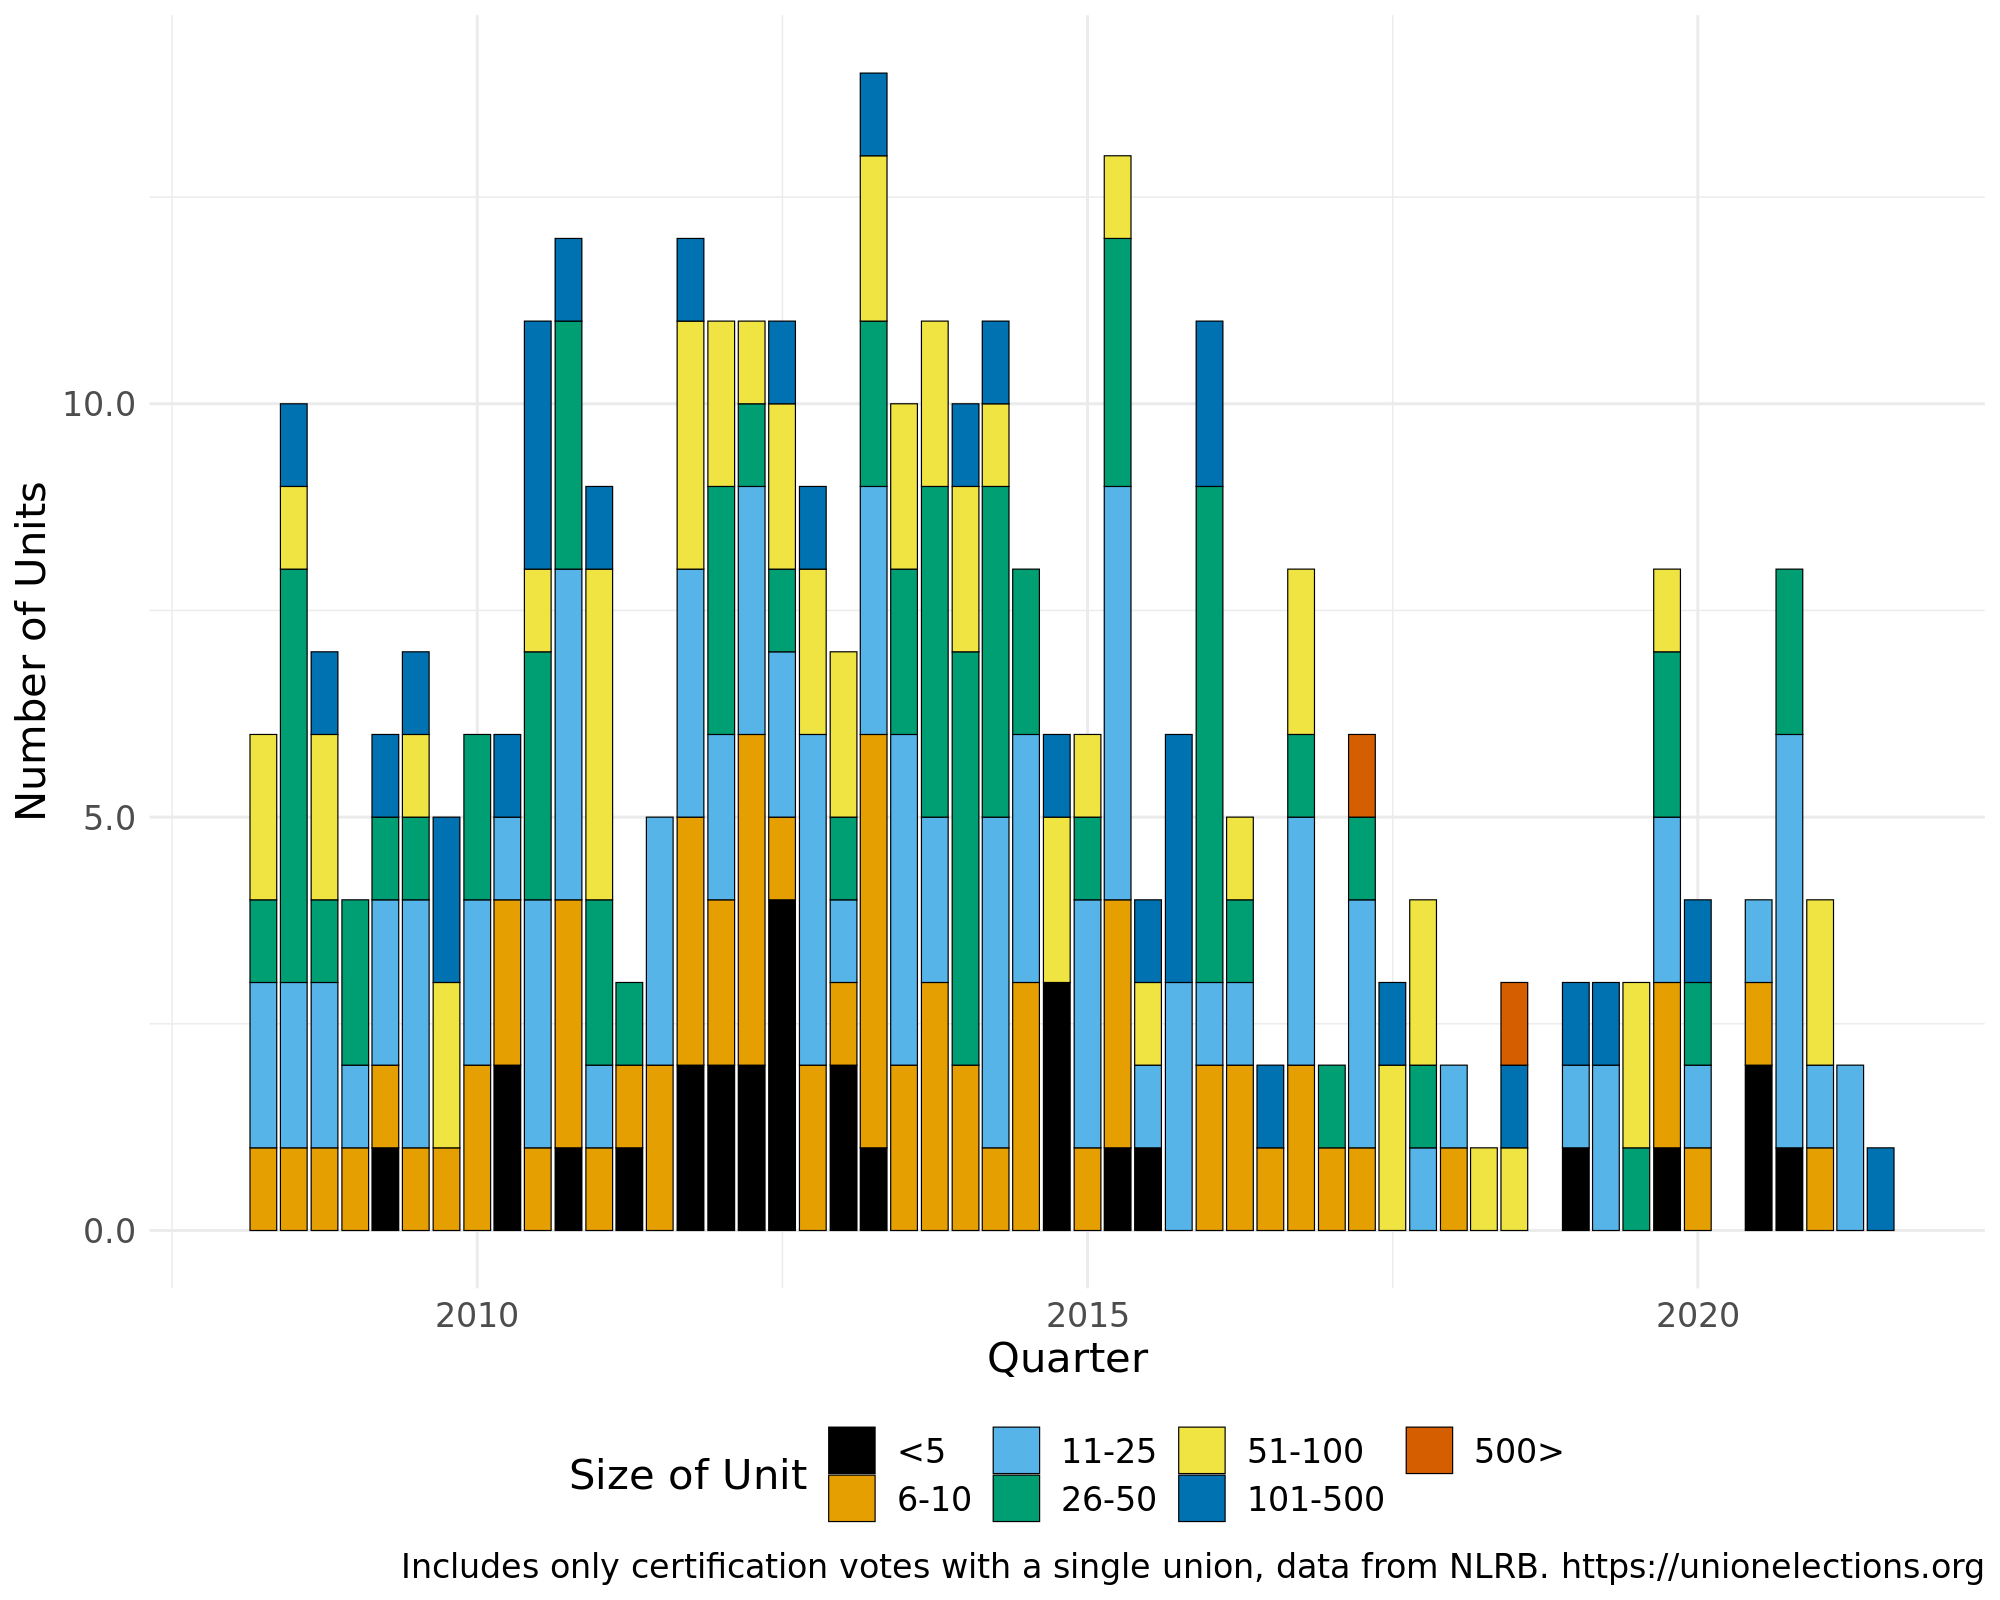 Number of Units
10.0
5.0
0.0
2010 2015 2020
Quarter
Size of Unit
<5 11-25 51-100 500>
6-10 26-50 101-500
Includes only certification votes with a single union, data from NLRB. https://unionelections.org